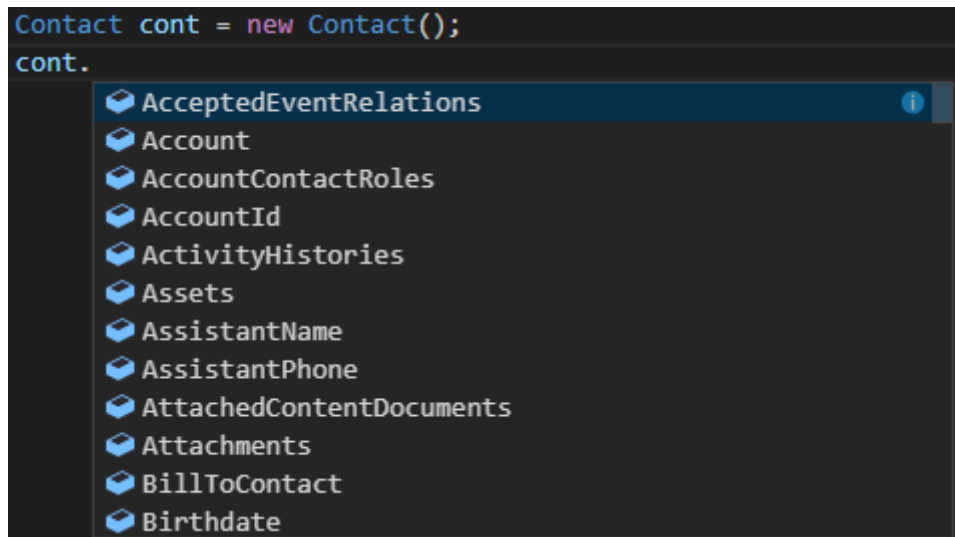 Contact cont = new Contact();
cont.
AcceptedEventRelations
Account
AccountContactRoles
AccountId
ActivityHistories
Assets
AssistantName
AssistantPhone
AttachedContentDocuments
Attachments
BillToContact
Birthdate